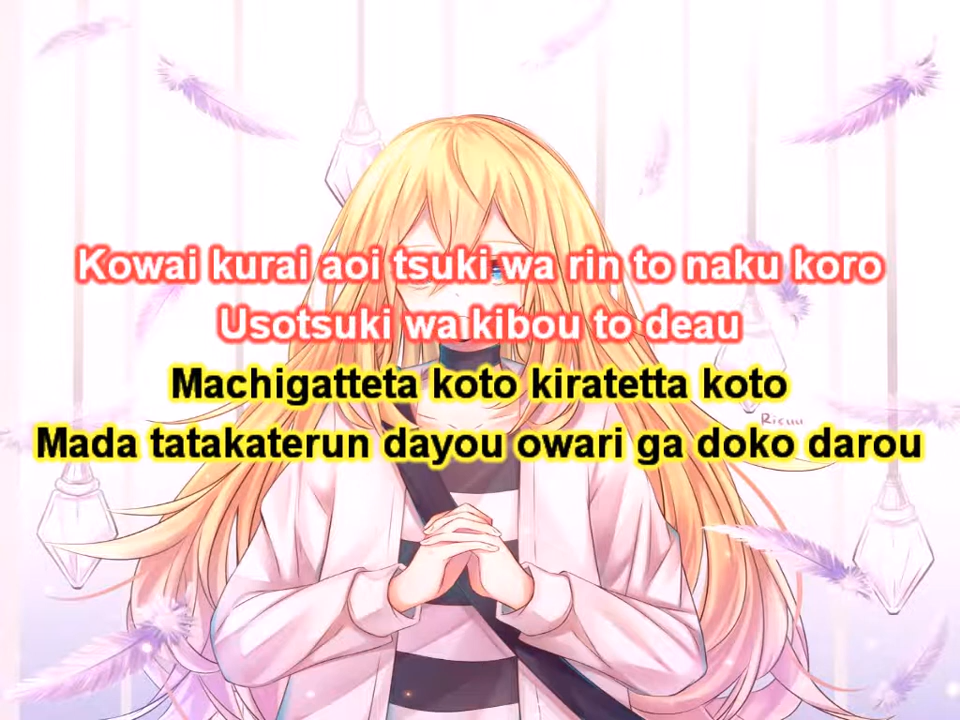 Kowai kurai aoi tsuki wa rin to naku koro
Usotsuki wa kibou to deau
Machigatteta koto kiratetta koto
Mada tatakaterun dayou owari ga doko darou
Ricuu